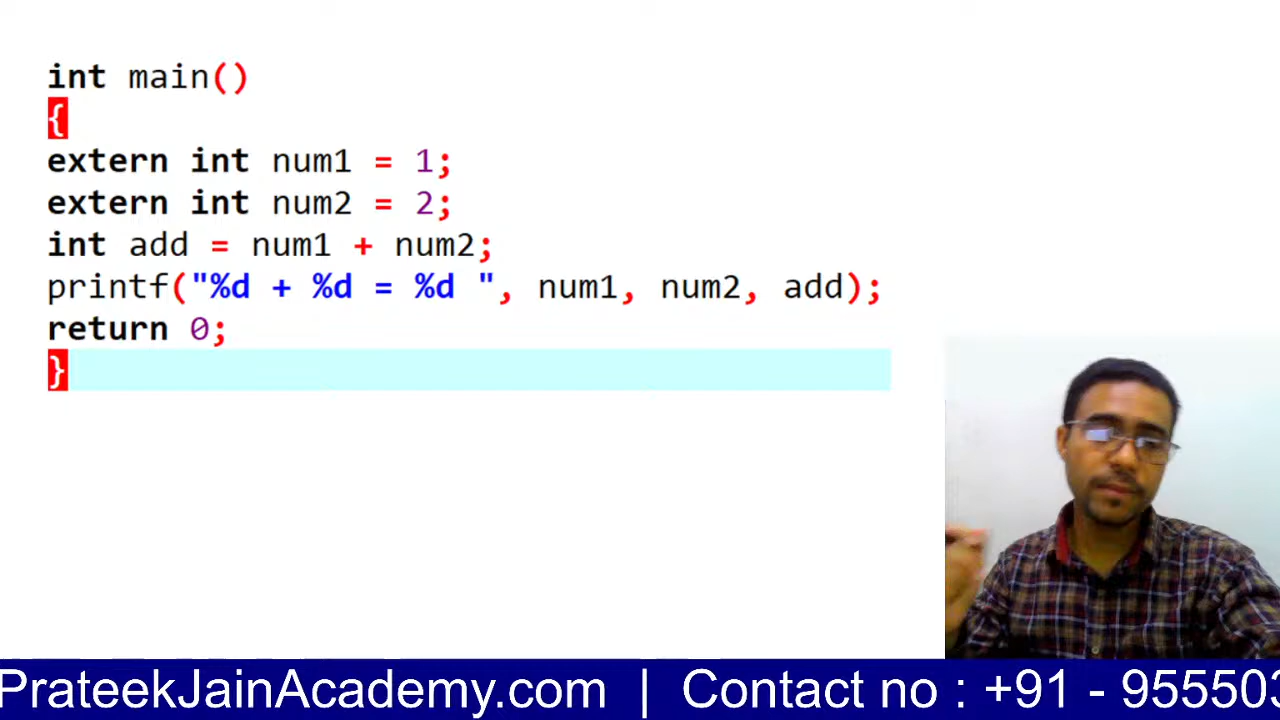 int main()
{
extern int num1 = 1;
extern int num2 = 2;
int add = num1 + num2;
printf("%d + %d = %d ", num1, num2, add);
return 0;
}
PrateekJainAcademy.com | Contact no : +91 - 95550